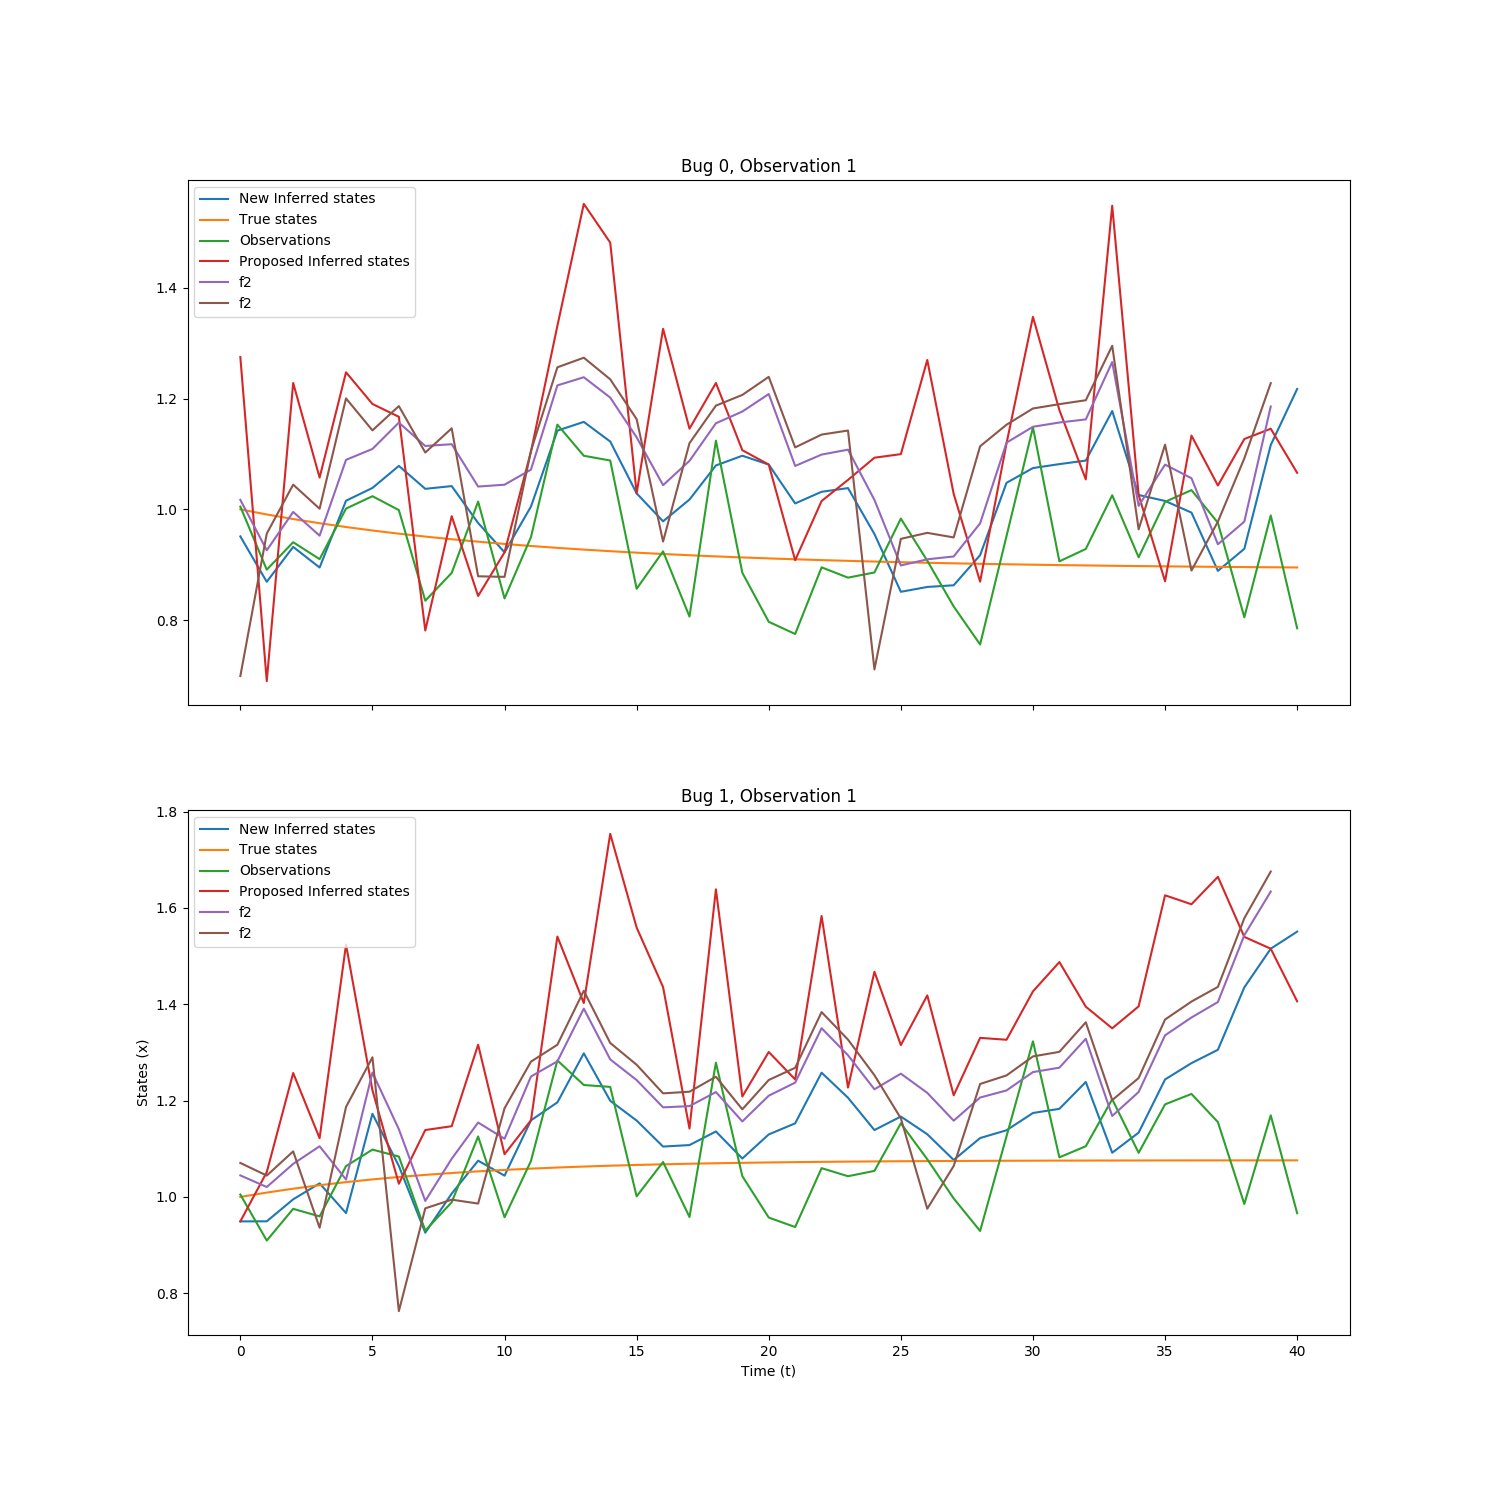 Bug 0, Observation 1
New Inferred states
True states
Observations
Proposed Inferred states
f2
f2
1.4
1.2
1.0
0.8
Bug 1, Observation 1
New Inferred states
True states
Observations
Proposed Inferred states
f2
f2
1.8
1.6
1.4
1.2
1.0
0.8
States (x)
0 5 10 15 20 25 30 35 40
Time (t)